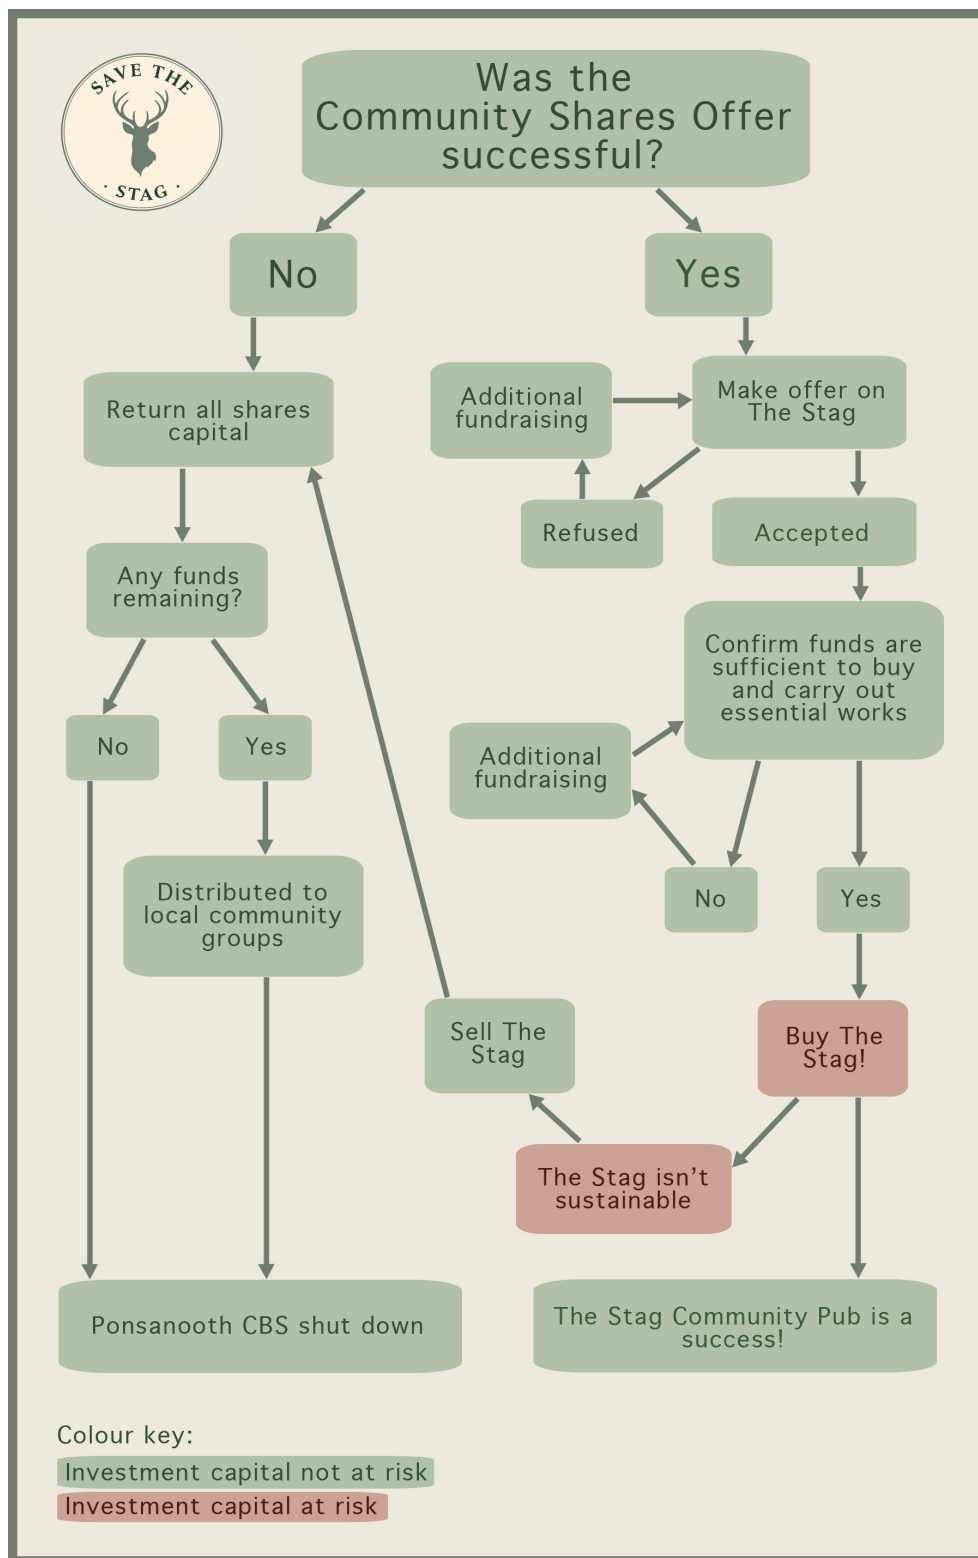 SAVE THE
· STAG ·
Was the
Community Shares Offer
successful?
No
Yes
Return all shares
capital
Additional
fundraising
Make offer on
The Stag
Refused
Accepted
Any funds
remaining?
Confirm funds are
sufficient to buy
and carry out
essential works
No
Yes
Additional
fundraising
Distributed to
local community
groups
No
Yes
Sell The
Stag
Buy The
Stag!
The Stag isn't
sustainable
Ponsanooth CBS shut down
The Stag Community Pub is a
success!
Colour key:
Investment capital not at risk
Investment capital at risk